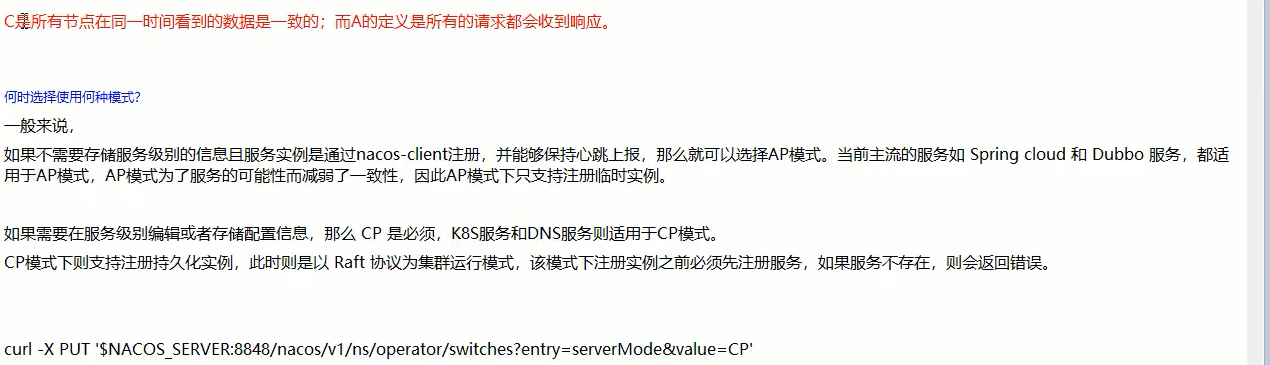 C是所有节点在同一时间看到的数据是一致的；而A的定义是所有的请求都会收到响应。
何时选择使用何种模式?
一般来说，
如果不需要存储服务级别的信息且服务实例是通过nacos-client注册，并能够保持心跳上报，那么就可以选择AP模式。当前主流的服务如 Spring cloud 和 Dubbo 服务，都适
用于AP模式，AP模式为了服务的可能性而减弱了一致性，因此AP模式下只支持注册临时实例。
如果需要在服务级别编辑或者存储配置信息，那么 CP 是必须，K8S服务和DNS服务则适用于CP模式。
CP模式下则支持注册持久化实例，此时则是以 Raft 协议为集群运行模式，该模式下注册实例之前必须先注册服务，如果服务不存在，则会返回错误。
curl -X PUT '$NACOS_SERVER:8848/nacos/v1/ns/operator/switches?entry=serverMode&value=CP'